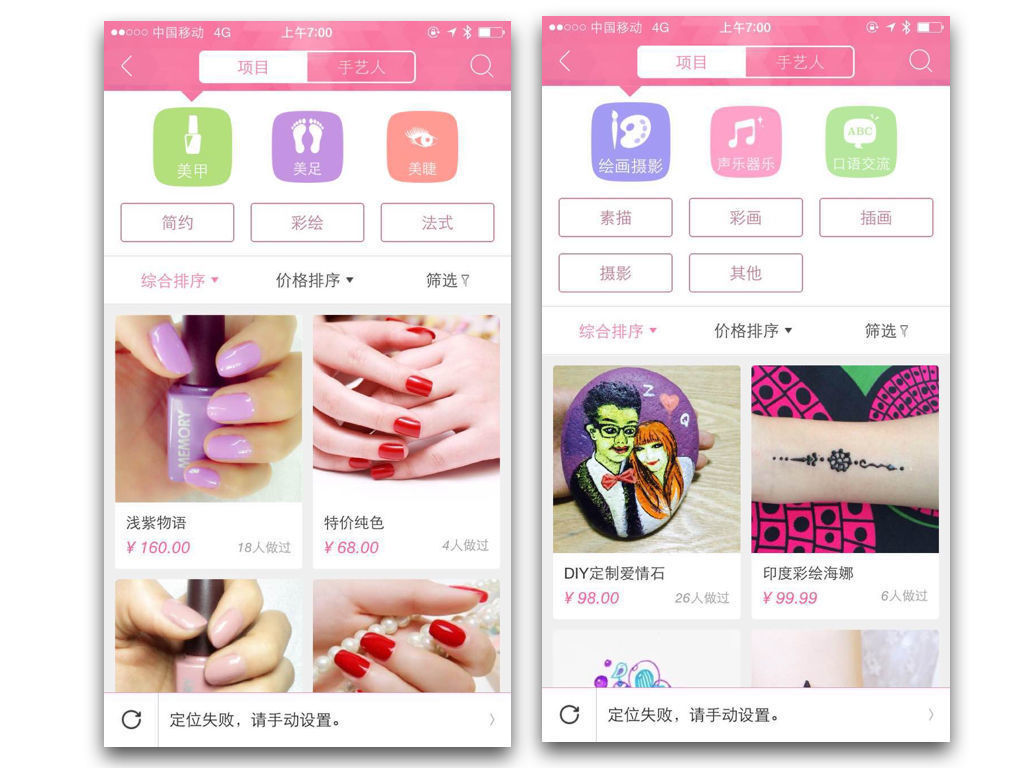 中国移动 4G 上午7:00
项目 手艺人
美甲 美足 美睫
简约 彩绘 法式
综合排序 价格排序 筛选
MEMORY
浅紫物语 特价纯色
¥ 160.00 18人做过 ¥ 68.00 4人做过
定位失败，请手动设置。
中国移动 4G 上午7:00
项目 手艺人
ABC
绘画摄影 声乐器乐 口语交流
素描 彩画 插画
摄影 其他
综合排序 价格排序 筛选
Z
Q
DIY定制爱情石 印度彩绘海娜
¥ 98.00 26人做过 ¥ 99.99 6人做过
定位失败，请手动设置。